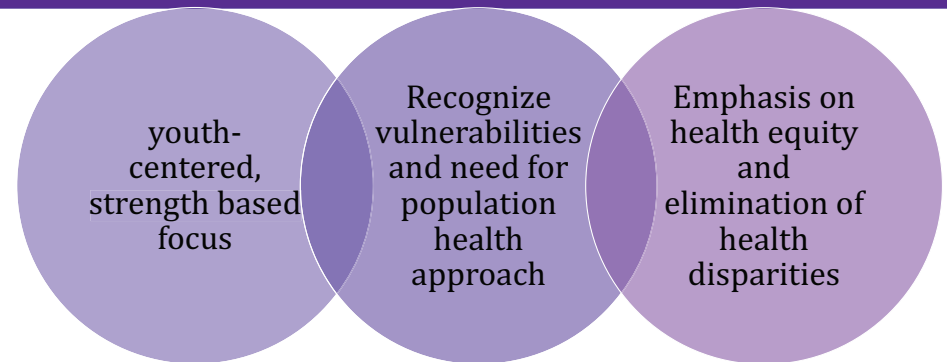 youth-
centered,
strength based
focus
Recognize
vulnerabilities
and need for
population
health
approach
Emphasis on
health equity
and
elimination of
health
disparities